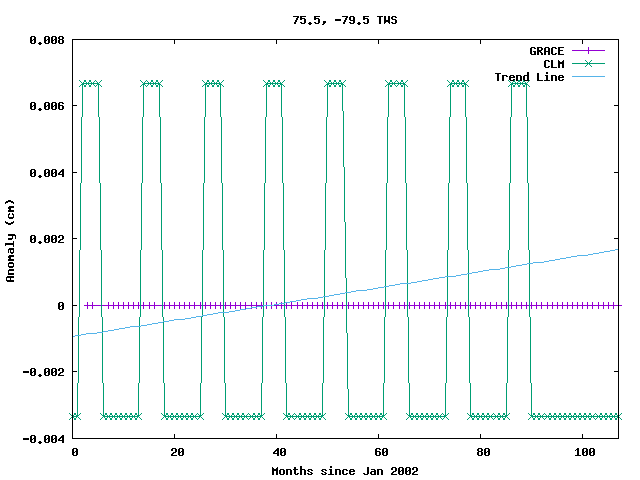 75.5, -79.5 TWS
GRACE
CLM
Trend Line
0.008
0.006
0.004
0.002
0
-0.002
-0.004
Anomaly (cm)
0 20 40 60 80 100
Months since Jan 2002